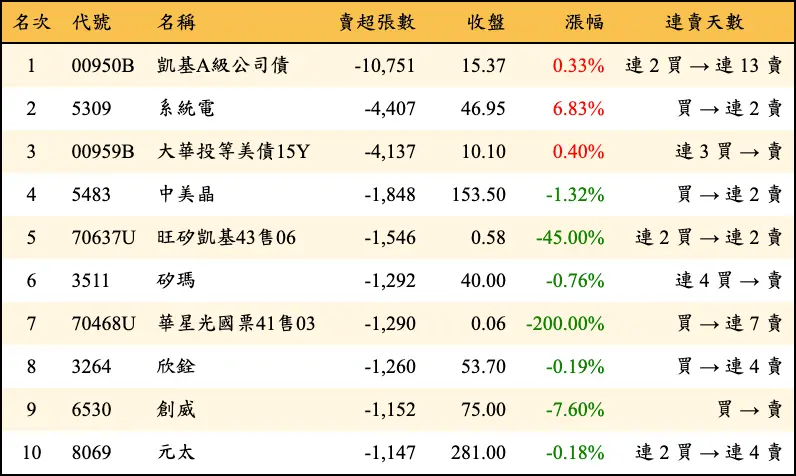 名次 代號 名稱 賣超張數 收盤 漲幅 連賣天數
1 00950B 凱基A級公司債 -10,751 15.37 0.33% 連 2 買 → 連 13 賣
2 5309 系統電 -4,407 46.95 6.83% 買 → 連 2 賣
3 00959B 大華投等美債15Y -4,137 10.10 0.40% 連 3 買 → 賣
4 5483 中美晶 -1,848 153.50 -1.32% 買 → 連 2 賣
5 70637U 旺矽凱基43售06 -1,546 0.58 -45.00% 連 2 買 → 連 2 賣
6 3511 矽瑪 -1,292 40.00 -0.76% 連 4 買 → 賣
7 70468U 華星光國票41售03 -1,290 0.06 -200.00% 買 → 連 7 賣
8 3264 欣銓 -1,260 53.70 -0.19% 買 → 連 4 賣
9 6530 創威 -1,152 75.00 -7.60% 買 → 賣
10 8069 元太 -1,147 281.00 -0.18% 連 2 買 → 連 4 賣